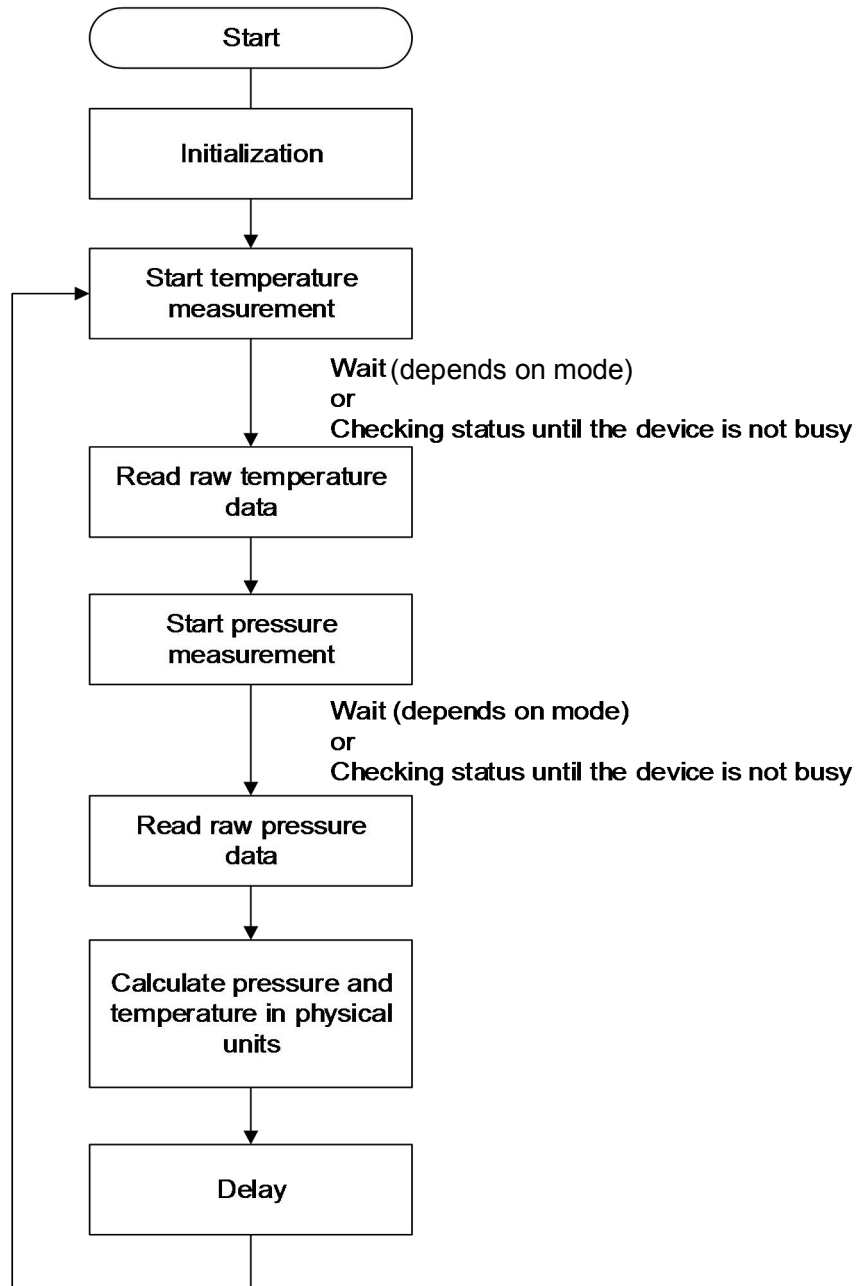 Start
Initialization
Start temperature
measurement
Wait (depends on mode)
or
Checking status until the device is not busy
Read raw temperature
data
Start pressure
measurement
Wait (depends on mode)
or
Checking status until the device is not busy
Read raw pressure
data
Calculate pressure and
temperature in physical
units
Delay